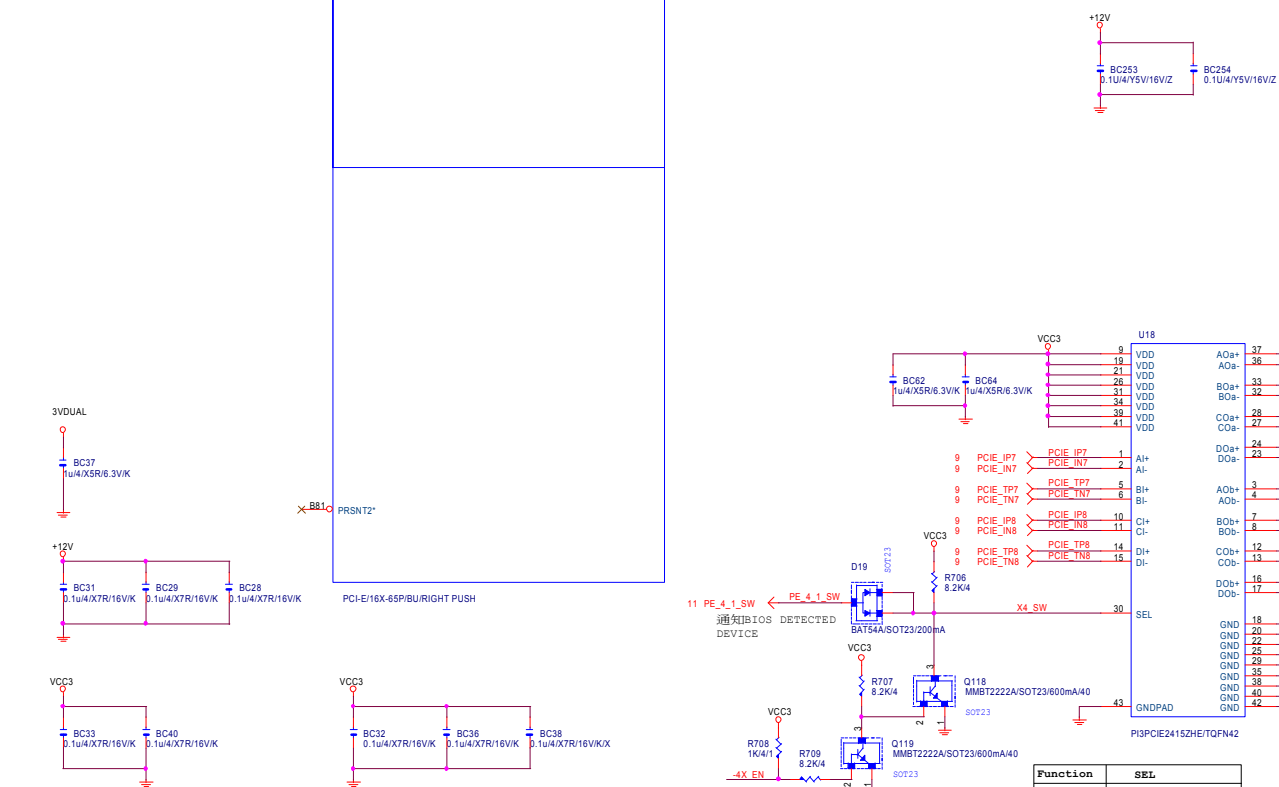 +12V
BC253
0.1U/4/Y5V/16V/Z
BC254
0.1U/4/Y5V/16V/Z
3VDUAL
BC37
1u/4/X5R/6.3V/K
B81
PRSNT2*
PCI-E/16X-65P/BU/RIGHT PUSH
+12V
BC31
0.1u/4/X7R/16V/K
BC29
0.1u/4/X7R/16V/K
BC28
0.1u/4/X7R/16V/K
VCC3
BC33
0.1u/4/X7R/16V/K
BC40
0.1u/4/X7R/16V/K
VCC3
BC32
0.1u/4/X7R/16V/K
BC36
0.1u/4/X7R/16V/K
BC38
0.1u/4/X7R/16V/K/X
VCC3
BC62
1u/4/X5R/6.3V/K
BC64
1u/4/X5R/6.3V/K
U18
9 VDD
19 VDD
21 VDD
26 VDD
31 VDD
34 VDD
39 VDD
41 VDD
9 PCIE_IP7 PCIE_IP7 1 AI+
9 PCIE_IN7 PCIE_IN7 2 AI-
9 PCIE_TP7 PCIE_TP7 5 BI+
9 PCIE_TN7 PCIE_TN7 6 BI-
9 PCIE_IP8 PCIE_IP8 10 CI+
9 PCIE_IN8 PCIE_IN8 11 CI-
9 PCIE_TP8 PCIE_TP8 14 DI+
9 PCIE_TN8 PCIE_TN8 15 DI-
X4_SW 30 SEL
43 GNDPAD
AOa+ 37
AOa- 36
BOa+ 33
BOa- 32
COa+ 28
COa- 27
DOa+ 24
DOa- 23
AOb+ 3
AOb- 4
BOb+ 7
BOb- 8
COb+ 12
COb- 13
DOb+ 16
DOb- 17
GND 18
GND 20
GND 22
GND 25
GND 29
GND 35
GND 38
GND 40
GND 42
PI3PCIE2415ZHE/TQFN42
VCC3
R706
8.2K/4
D19
SOT23
11 PE_4_1_SW PE_4_1_SW
通知BIOS DETECTED
DEVICE
BAT54A/SOT23/200mA
VCC3
R707
8.2K/4
3
Q118
MMBT2222A/SOT23/600mA/40
SOT23
2
1
VCC3
R708
1K/4/1
R709
8.2K/4
3
Q119
MMBT2222A/SOT23/600mA/40
SOT23
2
1
-4X_EN
Function SEL